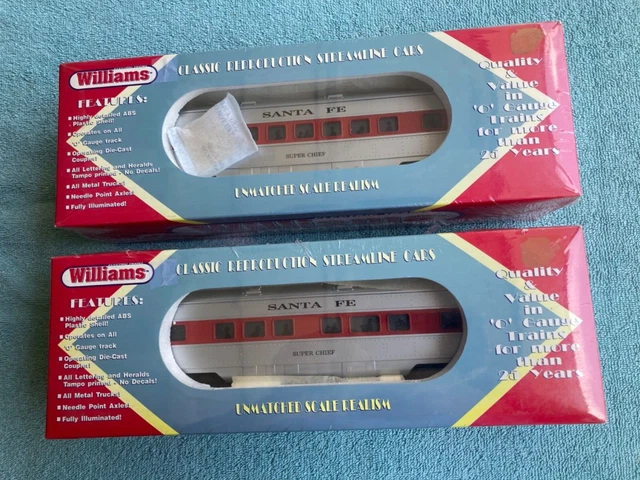 Williams
CLASSIC REPRODUCTION STREAMLINE CARS
FEATURES:
Highly detailed ABS
Plastic Shell!
Operates on All
"O" Gauge track
Operating Die-Cast
Coupler!
All Lettering and Heralds
Tampo printed - No Decals!
All Metal Trucks
Needle Point Axles
Fully Illuminated!
SANTA FE
SUPER CHIEF
UNMATCHED SCALE REALISM
Quality
&
Value
in
'O' Gauge
Trains
for more
than
25 Years
Williams
CLASSIC REPRODUCTION STREAMLINE CARS
FEATURES:
Highly detailed ABS
Plastic Shell!
Operates on All
"O" Gauge track
Operating Die-Cast
Coupler!
All Lettering and Heralds
Tampo printed - No Decals!
All Metal Trucks
Needle Point Axles
Fully Illuminated!
SANTA FE
SUPER CHIEF
UNMATCHED SCALE REALISM
Quality
&
Value
in
'O' Gauge
Trains
for more
than
25 Years